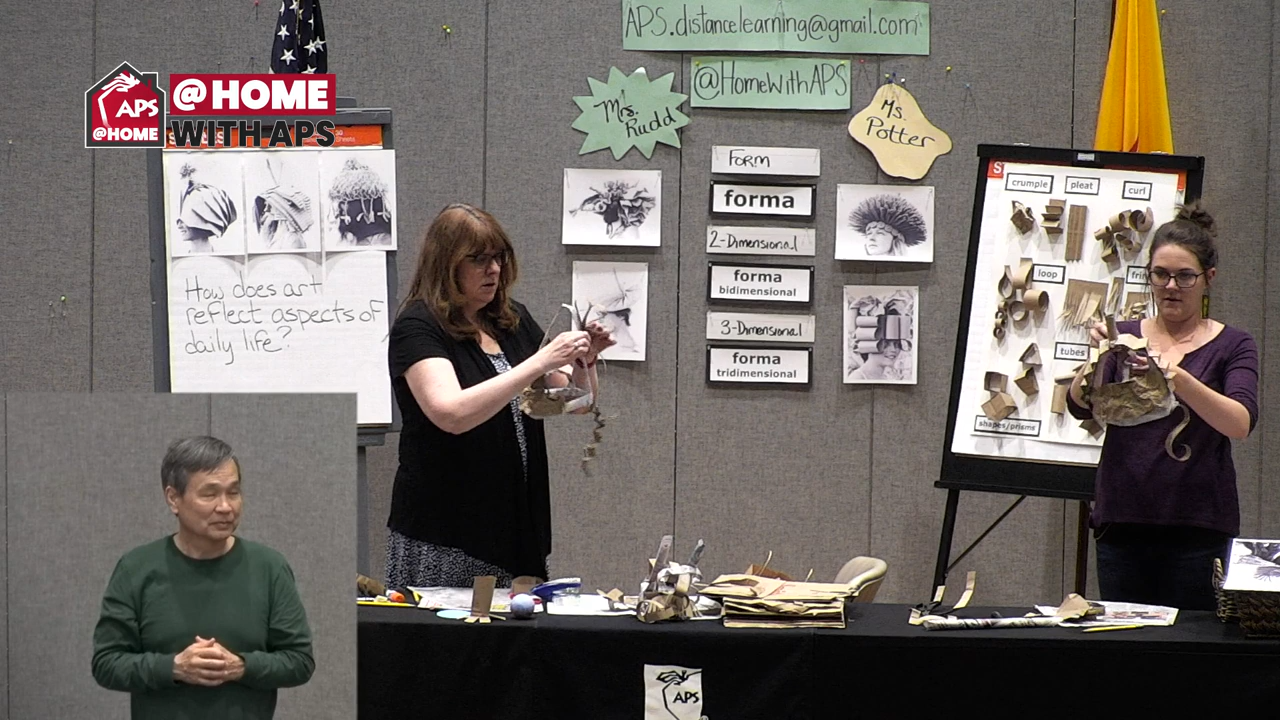 APS.distancelearning@gmail.com
@HomeWithAPS
Mrs.
Rudd
Ms.
Potter
APS
@HOME
@HOME
WITH APS
How does art
reflect aspects of
daily life?
Form
forma
2-Dimensional
forma
bidimensional
3-Dimensional
forma
tridimensional
crumple
pleat
curl
loop
tubes
shapes/prisms
APS